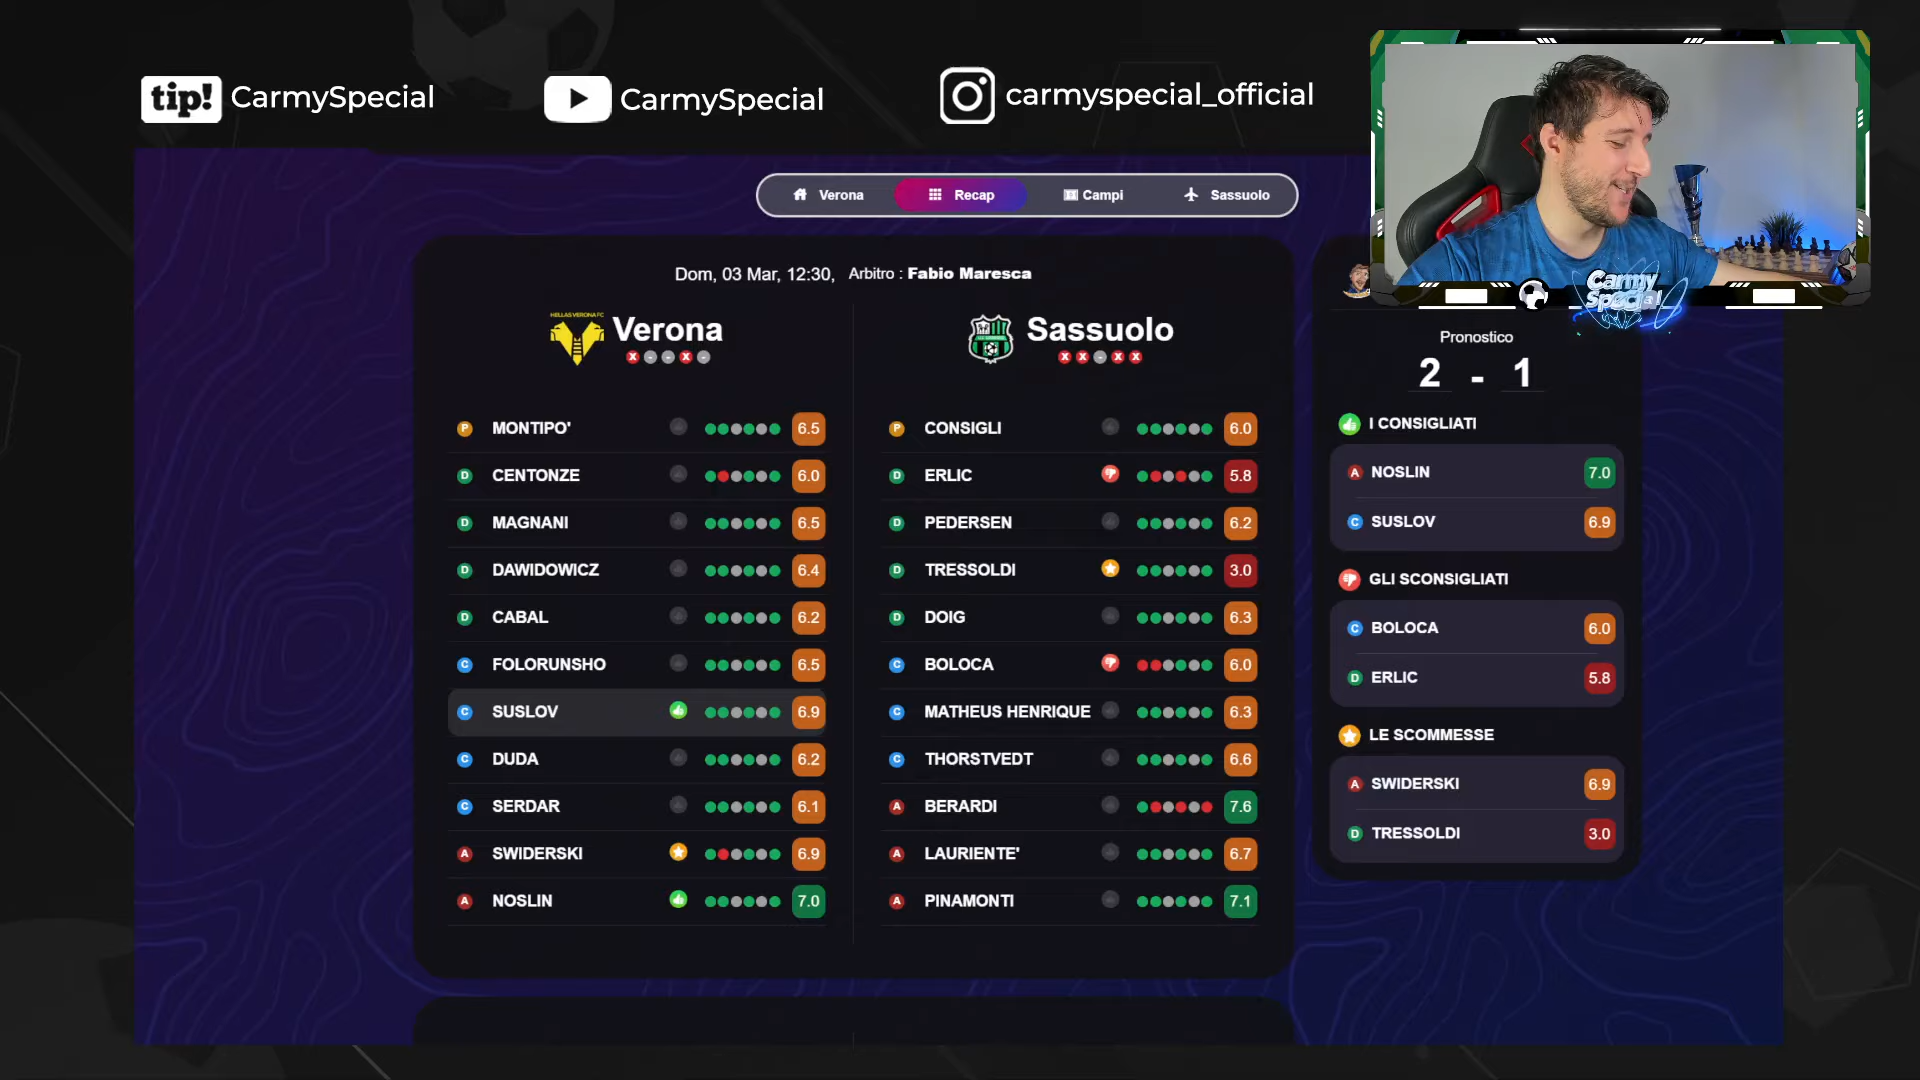 tip! CarmySpecial
CarmySpecial
carmyspecial_official
Verona
Recap
Campi
Sassuolo
Dom, 03 Mar, 12:30, Arbitro : Fabio Maresca
HELLAS VERONA FC
Verona
Sassuolo
P MONTIPO' 6.5
D CENTONZE 6.0
D MAGNANI 6.5
D DAWIDOWICZ 6.4
D CABAL 6.2
C FOLORUNSHO 6.5
C SUSLOV 6.9
C DUDA 6.2
C SERDAR 6.1
A SWIDERSKI 6.9
A NOSLIN 7.0
P CONSIGLI 6.0
D ERLIC 5.8
D PEDERSEN 6.2
D TRESSOLDI 3.0
D DOIG 6.3
C BOLOCA 6.0
C MATHEUS HENRIQUE 6.3
C THORSTVEDT 6.6
A BERARDI 7.6
A LAURIENTE' 6.7
A PINAMONTI 7.1
Carmy
Special
Pronostico
2 - 1
I CONSIGLIATI
A NOSLIN 7.0
C SUSLOV 6.9
GLI SCONSIGLIATI
C BOLOCA 6.0
D ERLIC 5.8
LE SCOMMESSE
A SWIDERSKI 6.9
D TRESSOLDI 3.0